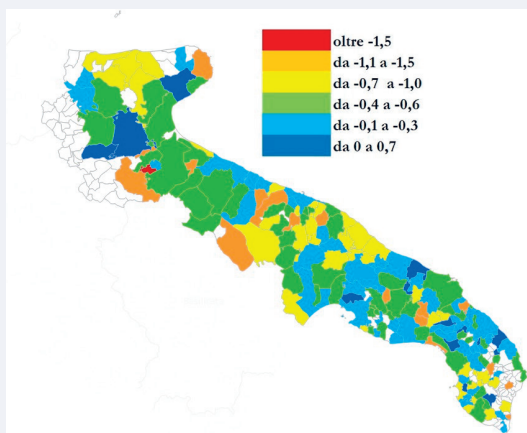 oltre -1,5
da -1,1 a -1,5
da -0,7 a -1,0
da -0,4 a -0,6
da -0,1 a -0,3
da 0 a 0,7